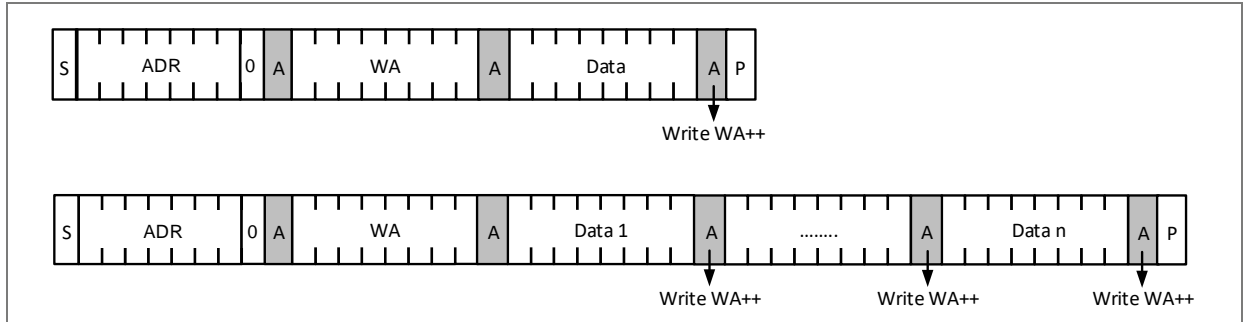 S ADR 0 A WA A Data A P
Write WA++
S ADR 0 A WA A Data 1 A ........ A Data n A P
Write WA++ Write WA++ Write WA++